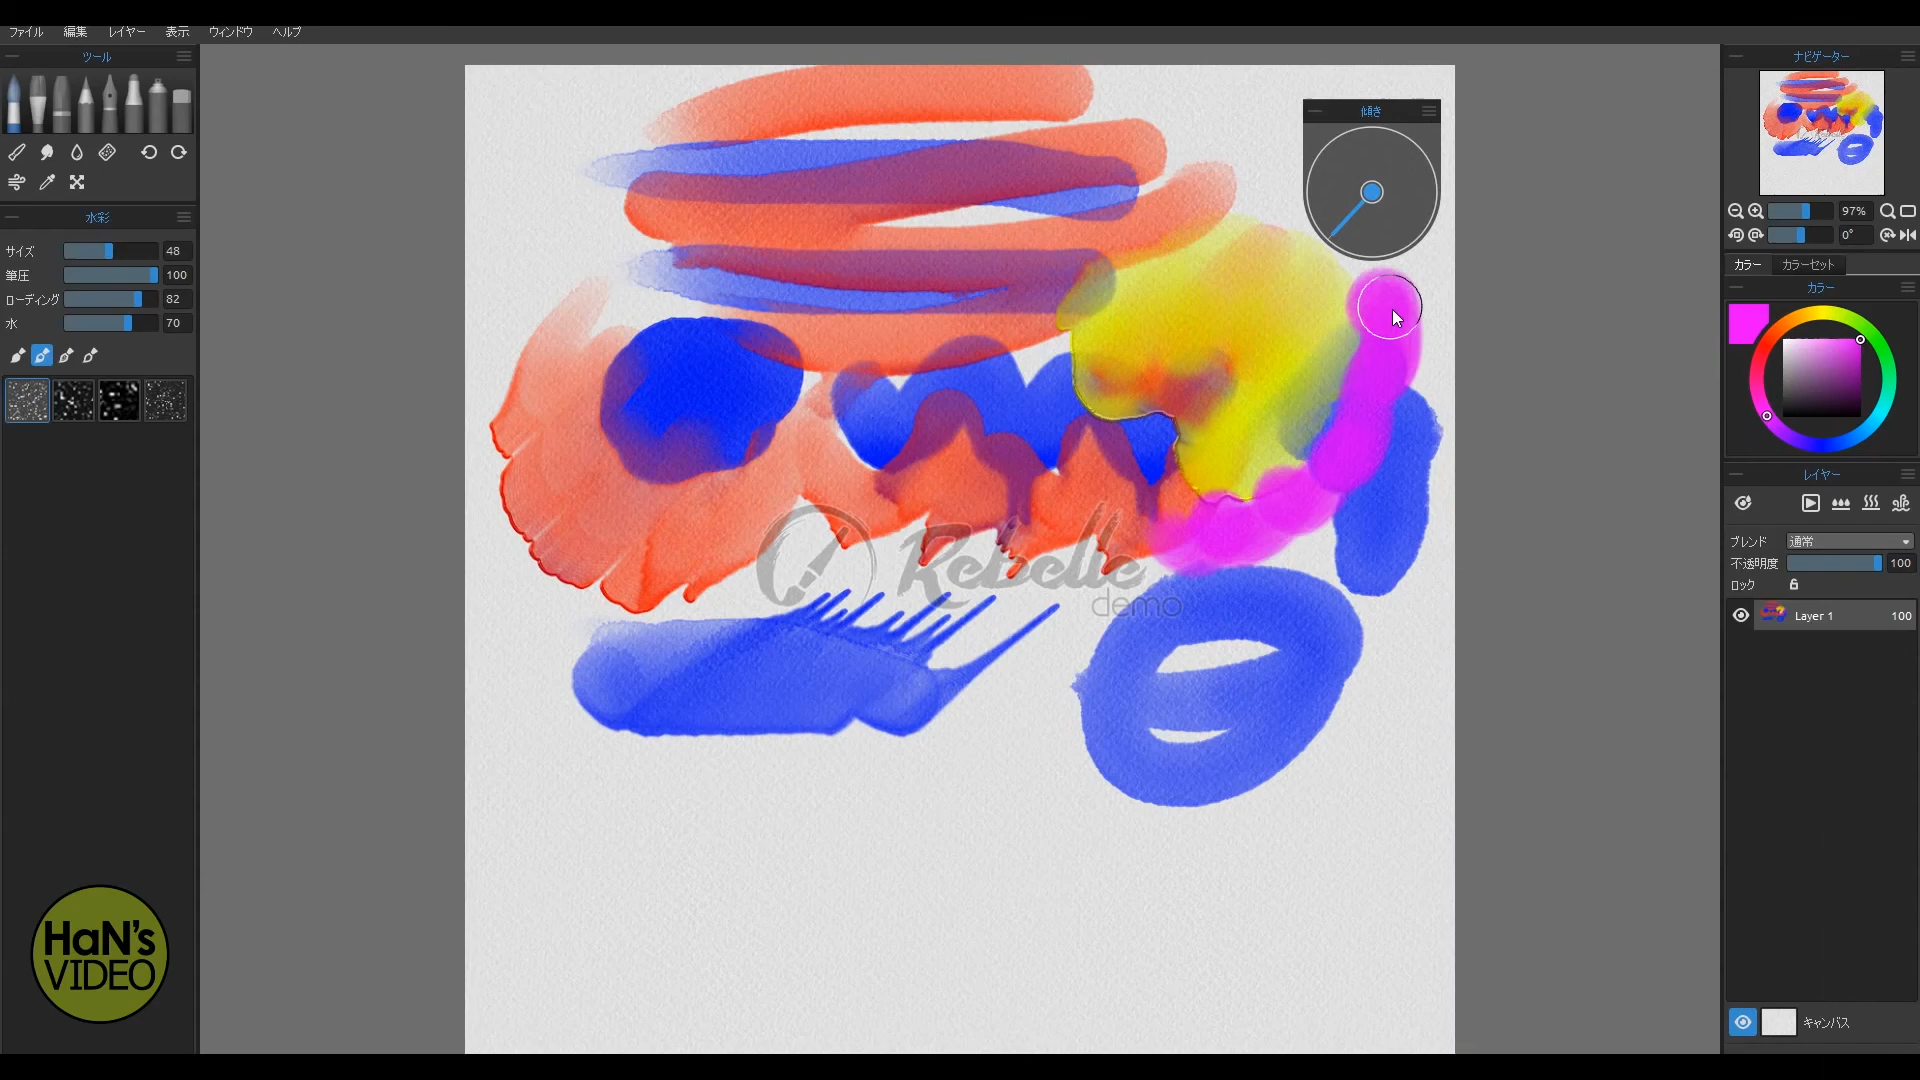 ファイル 編集 レイヤー 表示 ウィンドウ ヘルプ
ツール
水彩
サイズ 48
筆圧 100
ローディング 82
水 70
HaN's
VIDEO
傾き
Rebelle
demo
ナビゲーター
97%
0°
カラー カラーセット
カラー
レイヤー
ブレンド 通常
不透明度 100
ロック
Layer 1 100
キャンバス